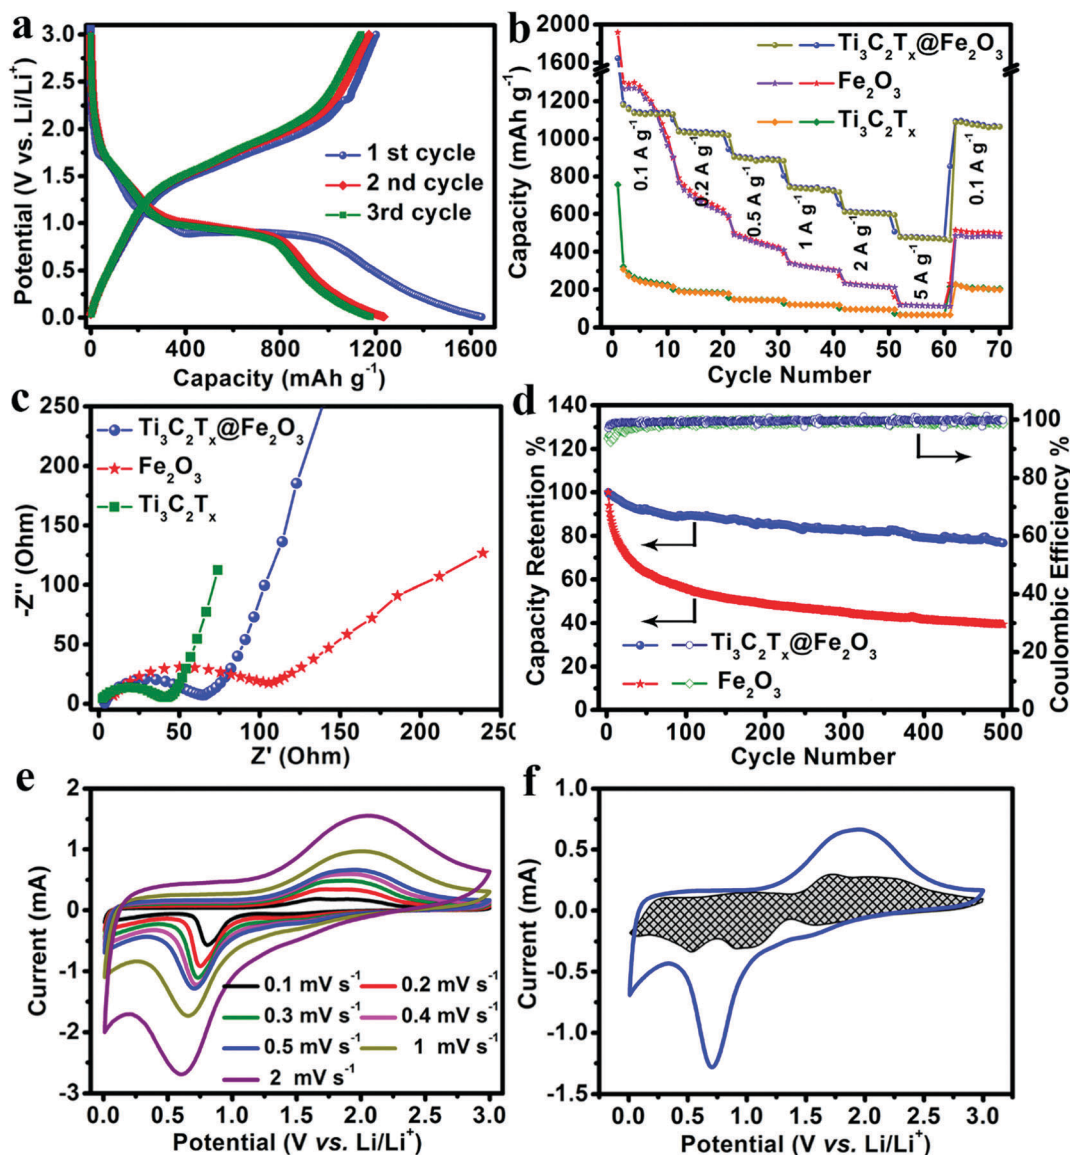 a
3.0
2.5
2.0
1.5
1.0
0.5
0.0
Potential (V vs. Li/Li⁺)
1 st cycle
2 nd cycle
3rd cycle
0 400 800 1200 1600
Capacity (mAh g⁻¹)
b
2000
1800
1600
1200
1000
800
600
400
200
0
Capacity (mAh g⁻¹)
Ti₃C₂Tₓ@Fe₂O₃
Fe₂O₃
Ti₃C₂Tₓ
0.1 A g⁻¹
0.2 A g⁻¹
0.5 A g⁻¹
1 A g⁻¹
2 A g⁻¹
5 A g⁻¹
0.1 A g⁻¹
0 10 20 30 40 50 60 70
Cycle Number
c
250
200
150
100
50
0
-Z'' (Ohm)
Ti₃C₂Tₓ@Fe₂O₃
Fe₂O₃
Ti₃C₂Tₓ
0 50 100 150 200 250
Z' (Ohm)
d
140
120
100
80
60
40
20
0
Capacity Retention %
100
80
60
40
20
0
Coulombic Efficiency %
Ti₃C₂Tₓ@Fe₂O₃
Fe₂O₃
0 100 200 300 400 500
Cycle Number
e
2
1
0
-1
-2
-3
Current (mA)
0.1 mV s⁻¹ 0.2 mV s⁻¹
0.3 mV s⁻¹ 0.4 mV s⁻¹
0.5 mV s⁻¹ 1 mV s⁻¹
2 mV s⁻¹
0.0 0.5 1.0 1.5 2.0 2.5 3.0
Potential (V vs. Li/Li⁺)
f
1.0
0.5
0.0
-0.5
-1.0
-1.5
Current (mA)
0.0 0.5 1.0 1.5 2.0 2.5 3.0
Potential (V vs. Li/Li⁺)